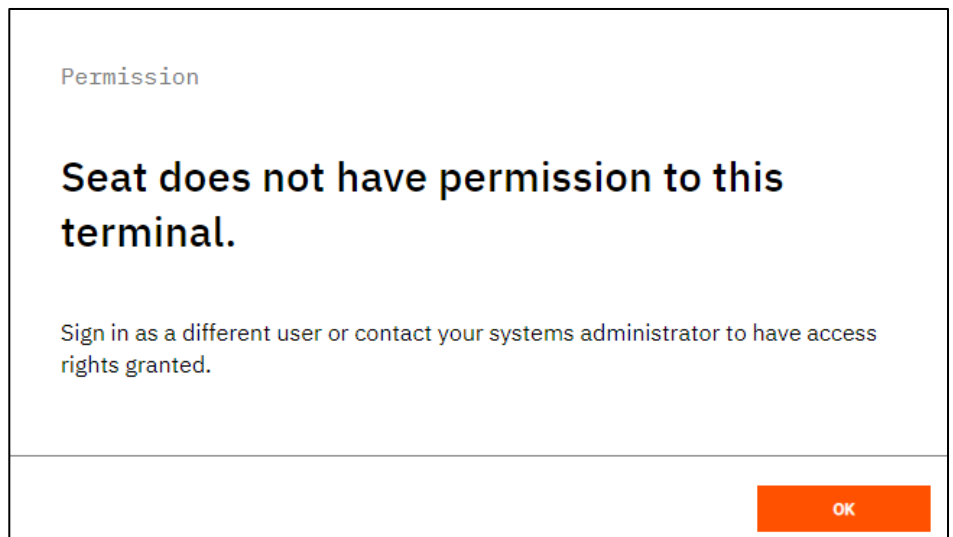 Permission
Seat does not have permission to this
terminal.
Sign in as a different user or contact your systems administrator to have access
rights granted.
OK